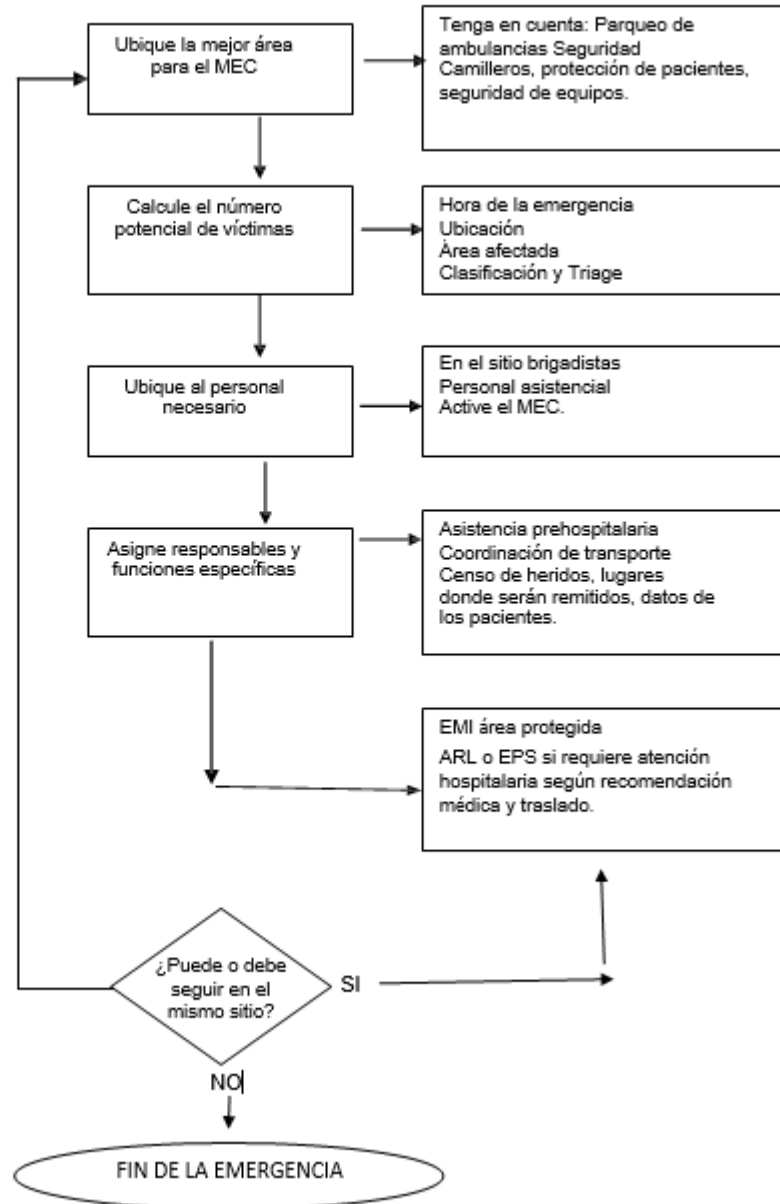 Ubique la mejor área
para el MEC
Tenga en cuenta: Parqueo de
ambulancias Seguridad
Camilleros, protección de pacientes,
seguridad de equipos.
Calcule el número
potencial de víctimas
Hora de la emergencia
Ubicación
Àrea afectada
Clasificación y Triage
Ubique al personal
necesario
En el sitio brigadistas
Personal asistencial
Active el MEC.
Asigne responsables y
funciones específicas
Asistencia prehospitalaria
Coordinación de transporte
Censo de heridos, lugares
donde serán remitidos, datos de
los pacientes.
EMI área protegida
ARL o EPS si requiere atención
hospitalaria según recomendación
médica y traslado.
¿Puede o debe
seguir en el
mismo sitio?
SI
NO
FIN DE LA EMERGENCIA